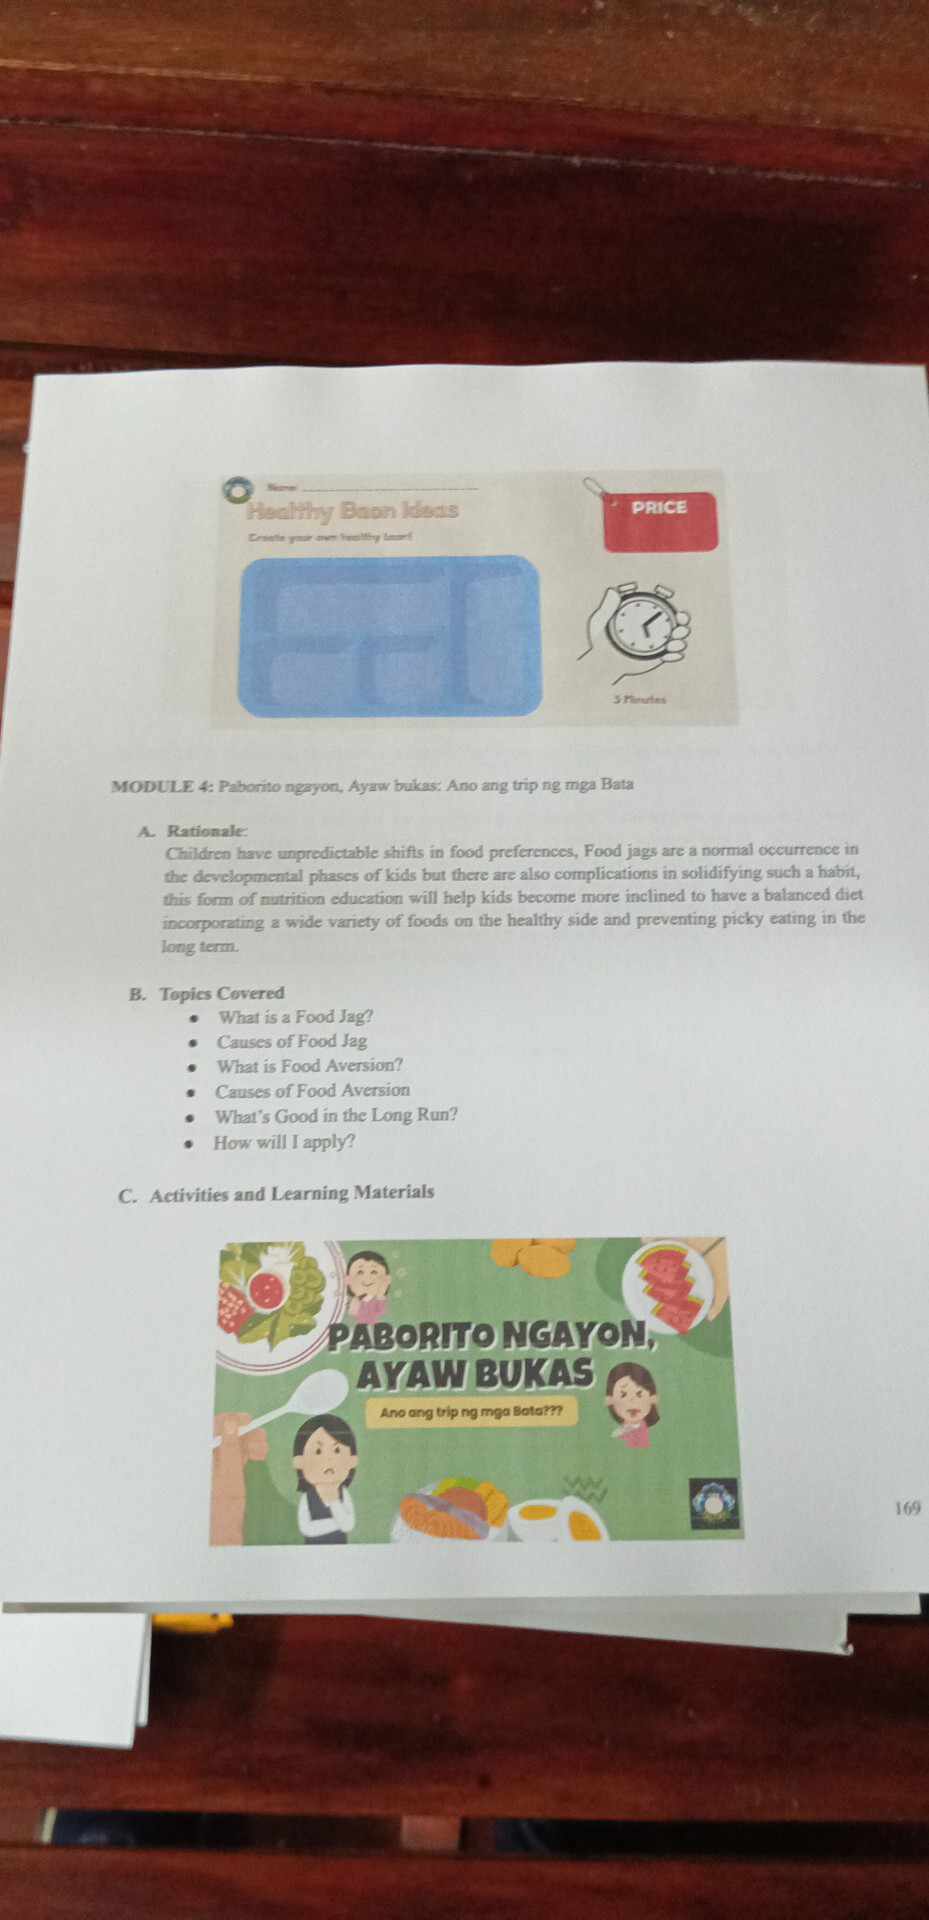 Name:
Healthy Baon Ideas
Create your own healthy baon!
PRICE
5 Minutes
MODULE 4: Paborito ngayon, Ayaw bukas: Ano ang trip ng mga Bata
A. Rationale:
Children have unpredictable shifts in food preferences, Food jags are a normal occurrence in
the developmental phases of kids but there are also complications in solidifying such a habit,
this form of nutrition education will help kids become more inclined to have a balanced diet
incorporating a wide variety of foods on the healthy side and preventing picky eating in the
long term.
B. Topics Covered
• What is a Food Jag?
• Causes of Food Jag
• What is Food Aversion?
• Causes of Food Aversion
• What's Good in the Long Run?
• How will I apply?
C. Activities and Learning Materials
PABORITO NGAYON,
AYAW BUKAS
Ano ang trip ng mga Bata???
169